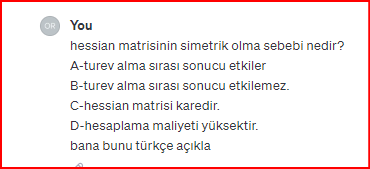 OR You
hessian matrisinin simetrik olma sebebi nedir?
A-turev alma sırası sonucu etkiler
B-turev alma sırası sonucu etkilemez.
C-hessian matrisi karedir.
D-hesaplama maliyeti yüksektir.
bana bunu türkçe açıkla